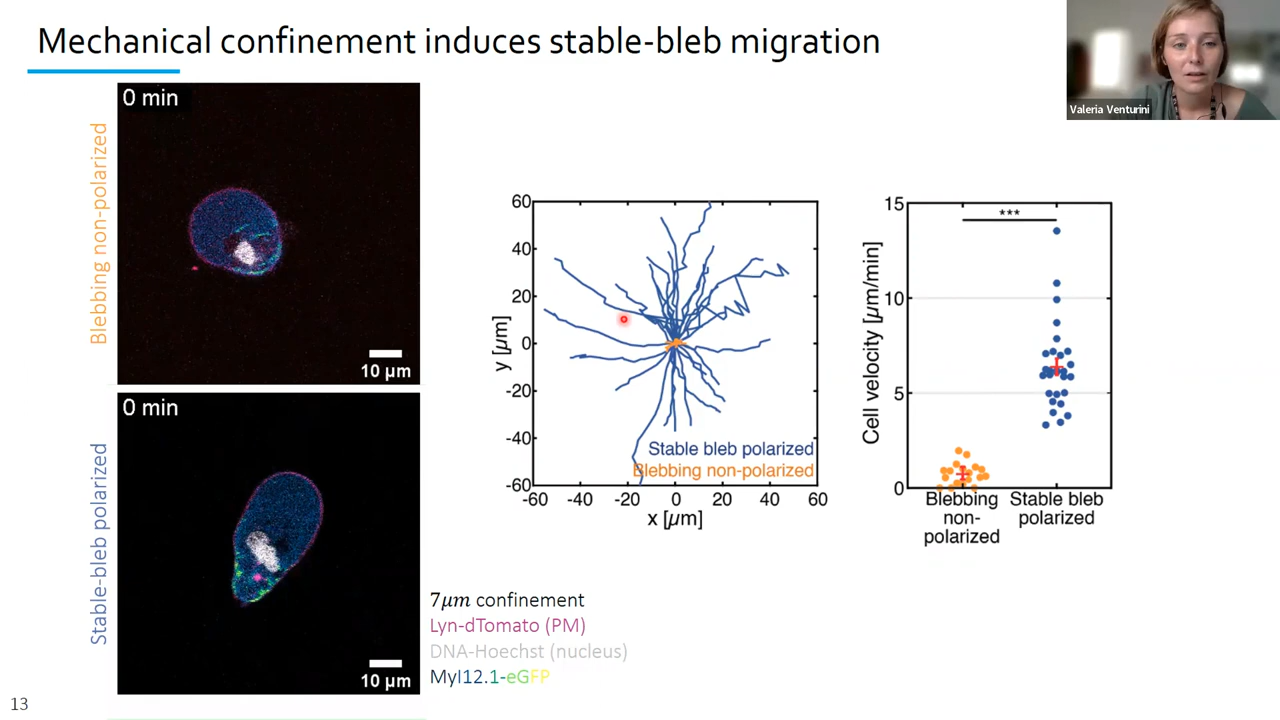 Mechanical confinement induces stable-bleb migration
Valeria Venturini
Blebbing non-polarized
0 min
10 μm
Stable-bleb polarized
0 min
10 μm
60
40
20
0
-20
-40
-60
y [μm]
-60 -40 -20 0 20 40 60
x [μm]
Stable bleb polarized
Blebbing non-polarized
15
10
5
0
Cell velocity [μm/min]
***
Blebbing
non-
polarized
Stable bleb
polarized
7μm confinement
Lyn-dTomato (PM)
DNA-Hoechst (nucleus)
Myl12.1-eGFP
13